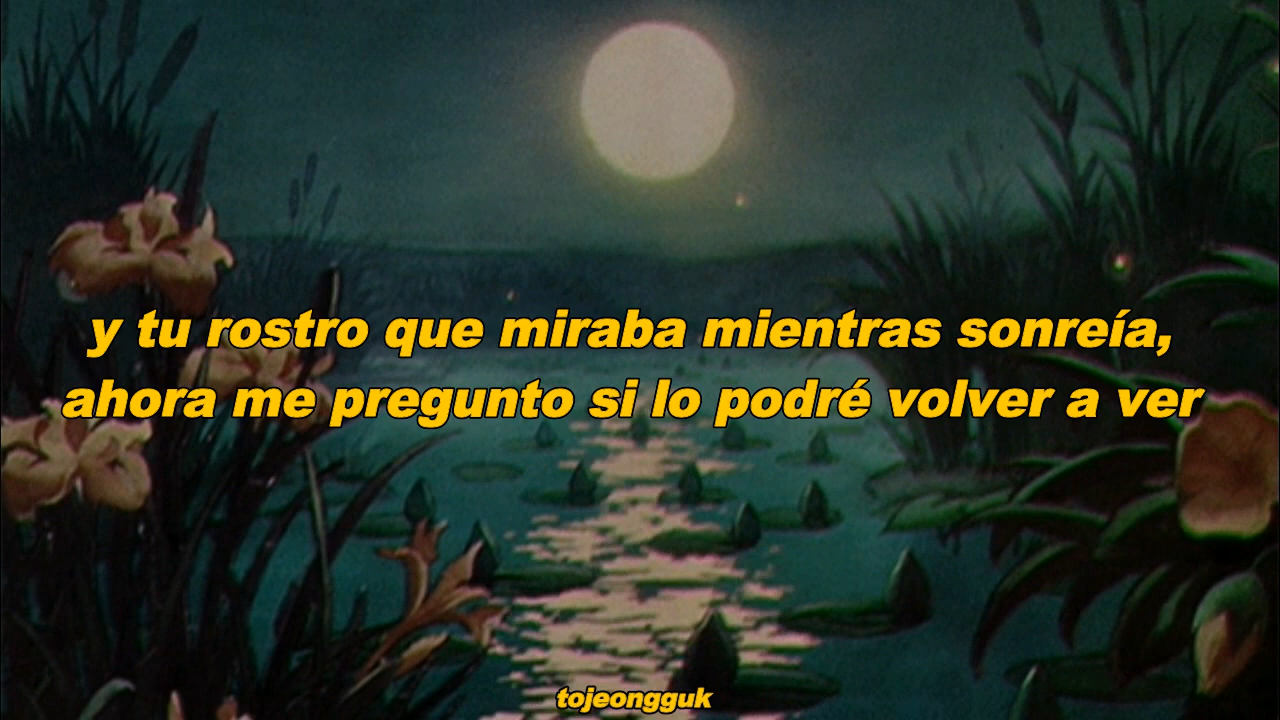 y tu rostro que miraba mientras sonreía,
ahora me pregunto si lo podré volver a ver
tojeongguk